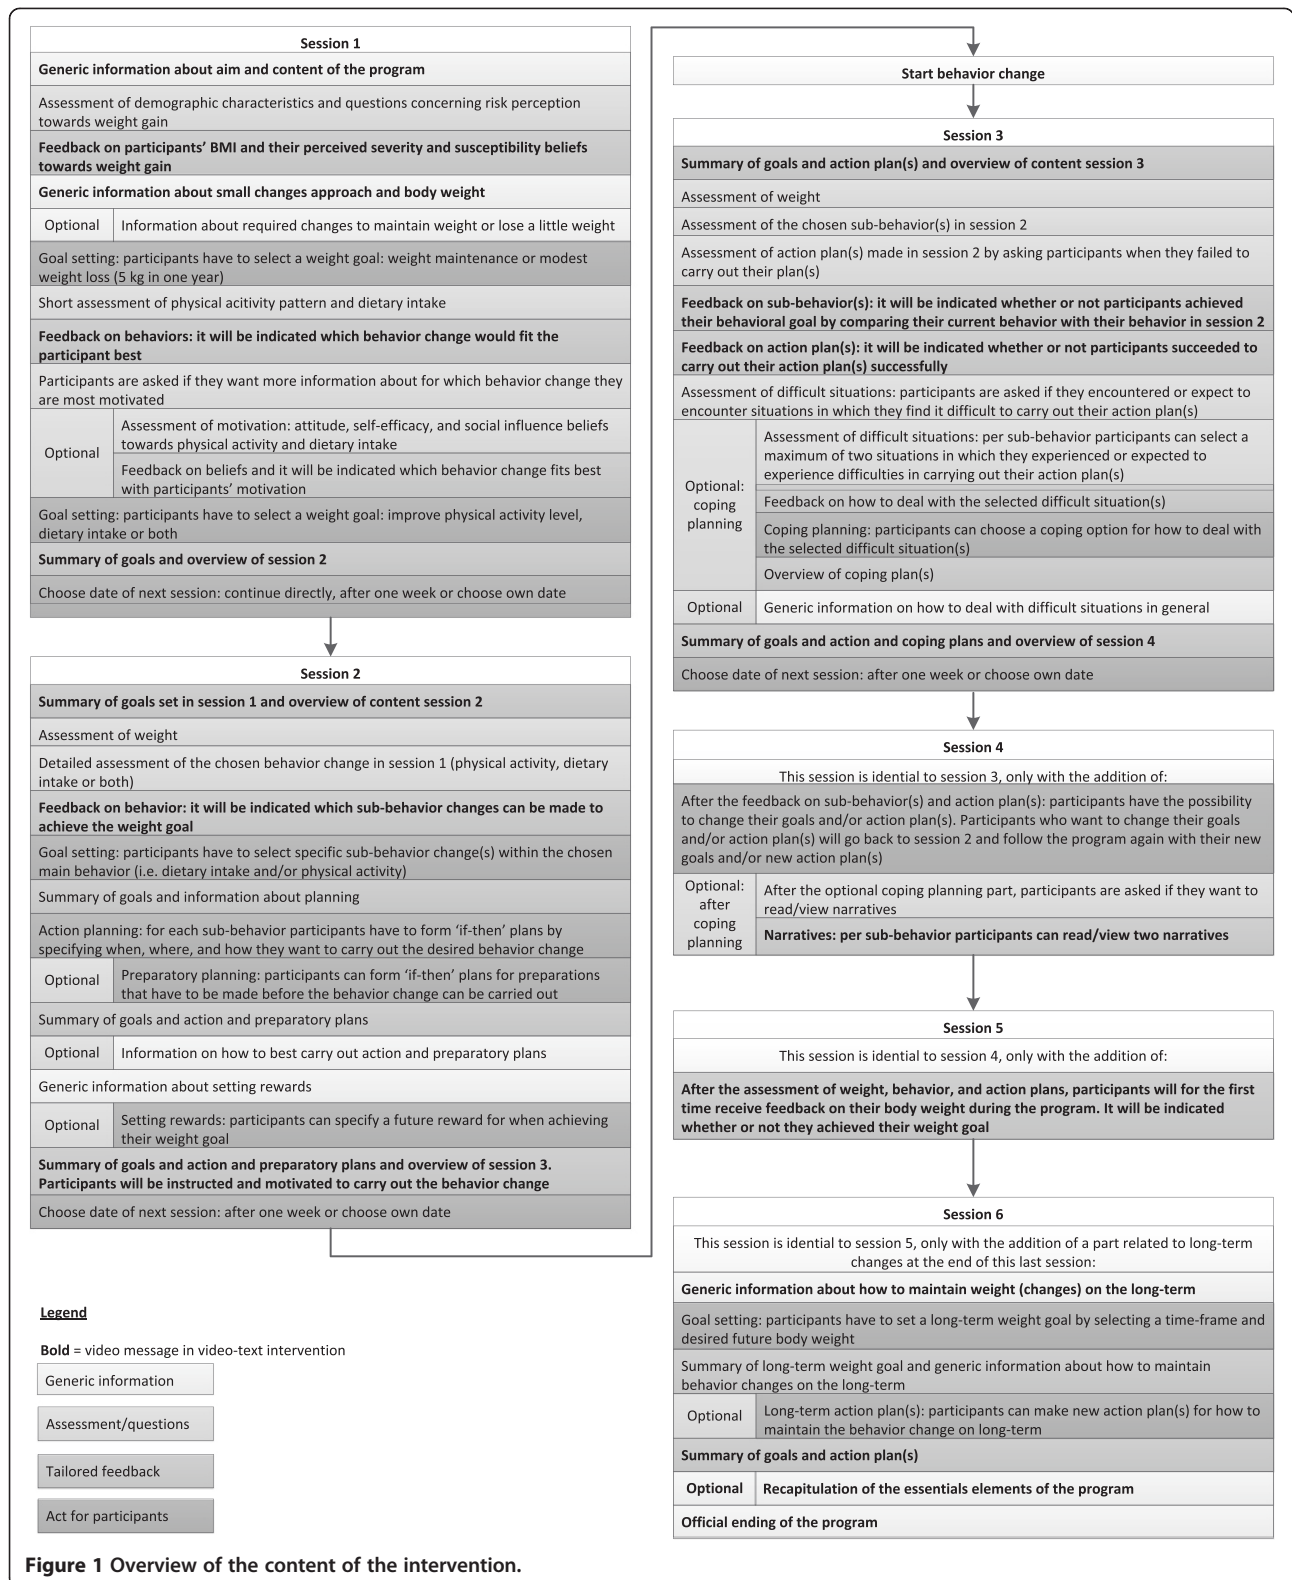 Session 1
Generic information about aim and content of the program
Assessment of demographic characteristics and questions concerning risk perception
towards weight gain
Feedback on participants’ BMI and their perceived severity and susceptibility beliefs
towards weight gain
Generic information about small changes approach and body weight
Optional
Information about required changes to maintain weight or lose a little weight
Goal setting: participants have to select a weight goal: weight maintenance or modest
weight loss (5 kg in one year)
Short assessment of physical acitivity pattern and dietary intake
Feedback on behaviors: it will be indicated which behavior change would fit the
participant best
Participants are asked if they want more information about for which behavior change they
are most motivated
Optional
Assessment of motivation: attitude, self-efficacy, and social influence beliefs
towards physical activity and dietary intake
Feedback on beliefs and it will be indicated which behavior change fits best
with participants’ motivation
Goal setting: participants have to select a weight goal: improve physical activity level,
dietary intake or both
Summary of goals and overview of session 2
Choose date of next session: continue directly, after one week or choose own date
Session 2
Summary of goals set in session 1 and overview of content session 2
Assessment of weight
Detailed assessment of the chosen behavior change in session 1 (physical activity, dietary
intake or both)
Feedback on behavior: it will be indicated which sub-behavior changes can be made to
achieve the weight goal
Goal setting: participants have to select specific sub-behavior change(s) within the chosen
main behavior (i.e. dietary intake and/or physical activity)
Summary of goals and information about planning
Action planning: for each sub-behavior participants have to form ‘if-then’ plans by
specifying when, where, and how they want to carry out the desired behavior change
Optional
Preparatory planning: participants can form ‘if-then’ plans for preparations
that have to be made before the behavior change can be carried out
Summary of goals and action and preparatory plans
Optional
Information on how to best carry out action and preparatory plans
Generic information about setting rewards
Optional
Setting rewards: participants can specify a future reward for when achieving
their weight goal
Summary of goals and action and preparatory plans and overview of session 3.
Participants will be instructed and motivated to carry out the behavior change
Choose date of next session: after one week or choose own date
Legend
Bold = video message in video-text intervention
Generic information
Assessment/questions
Tailored feedback
Act for participants
Start behavior change
Session 3
Summary of goals and action plan(s) and overview of content session 3
Assessment of weight
Assessment of the chosen sub-behavior(s) in session 2
Assessment of action plan(s) made in session 2 by asking participants when they failed to
carry out their plan(s)
Feedback on sub-behavior(s): it will be indicated whether or not participants achieved
their behavioral goal by comparing their current behavior with their behavior in session 2
Feedback on action plan(s): it will be indicated whether or not participants succeeded to
carry out their action plan(s) successfully
Assessment of difficult situations: participants are asked if they encountered or expect to
encounter situations in which they find it difficult to carry out their action plan(s)
Optional:
coping
planning
Assessment of difficult situations: per sub-behavior participants can select a
maximum of two situations in which they experienced or expected to
experience difficulties in carrying out their action plan(s)
Feedback on how to deal with the selected difficult situation(s)
Coping planning: participants can choose a coping option for how to deal with
the selected difficult situation(s)
Overview of coping plan(s)
Optional
Generic information on how to deal with difficult situations in general
Summary of goals and action and coping plans and overview of session 4
Choose date of next session: after one week or choose own date
Session 4
This session is idential to session 3, only with the addition of:
After the feedback on sub-behavior(s) and action plan(s): participants have the possibility
to change their goals and/or action plan(s). Participants who want to change their goals
and/or action plan(s) will go back to session 2 and follow the program again with their new
goals and/or new action plan(s)
Optional:
after
coping
planning
After the optional coping planning part, participants are asked if they want to
read/view narratives
Narratives: per sub-behavior participants can read/view two narratives
Session 5
This session is idential to session 4, only with the addition of:
After the assessment of weight, behavior, and action plans, participants will for the first
time receive feedback on their body weight during the program. It will be indicated
whether or not they achieved their weight goal
Session 6
This session is idential to session 5, only with the addition of a part related to long-term
changes at the end of this last session:
Generic information about how to maintain weight (changes) on the long-term
Goal setting: participants have to set a long-term weight goal by selecting a time-frame and
desired future body weight
Summary of long-term weight goal and generic information about how to maintain
behavior changes on the long-term
Optional
Long-term action plan(s): participants can make new action plan(s) for how to
maintain the behavior change on long-term
Summary of goals and action plan(s)
Optional
Recapitulation of the essentials elements of the program
Official ending of the program
Figure 1 Overview of the content of the intervention.